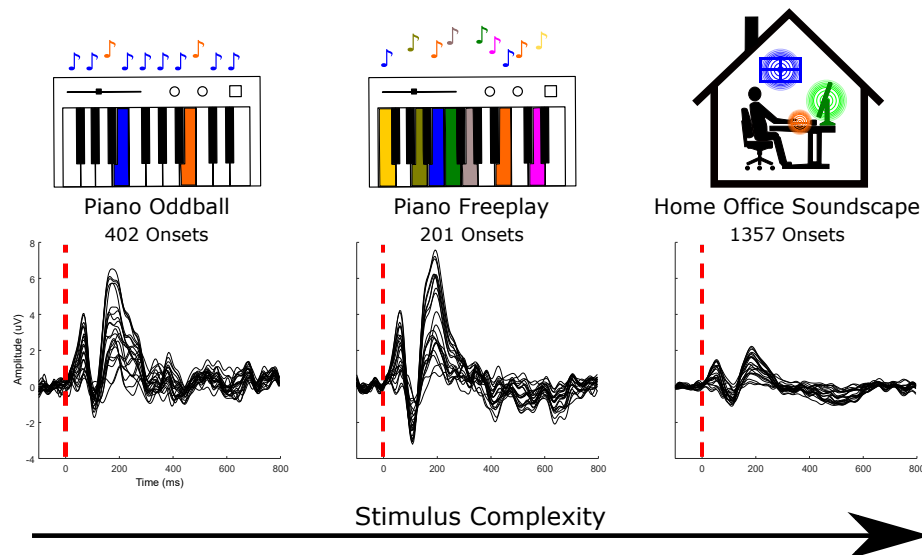 Piano Oddball
402 Onsets
Piano Freeplay
201 Onsets
Home Office Soundscape
1357 Onsets
Amplitude (uV)
8
6
4
2
0
-2
-4
0
200
400
600
800
Time (ms)
0
200
400
600
800
0
200
400
600
800
Stimulus Complexity